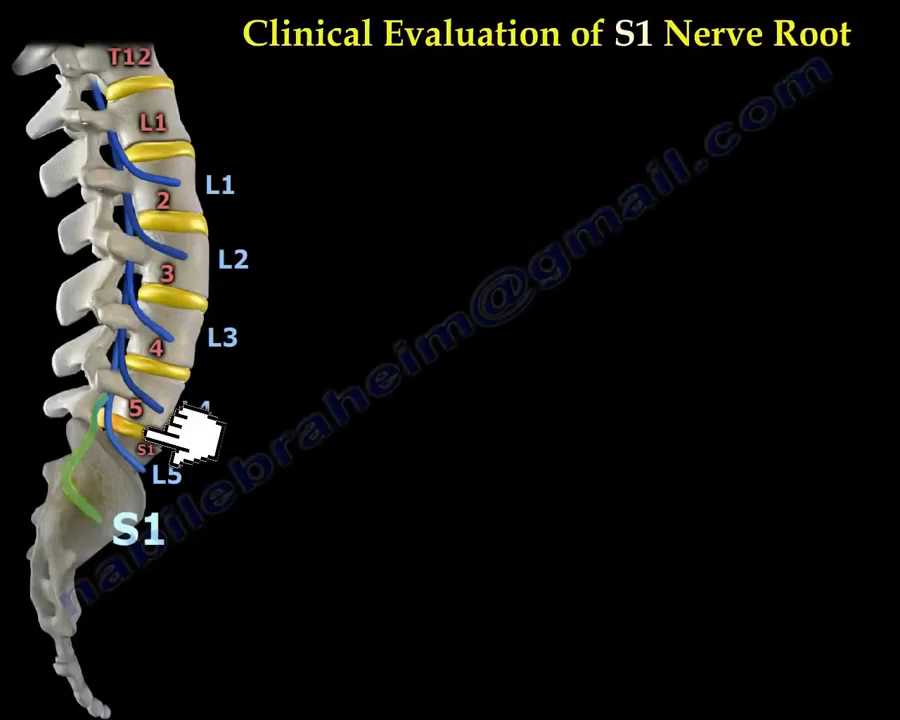 Clinical Evaluation of S1 Nerve Root
T12
L1
L1
2
L2
3
L3
4
L4
5
S1
L5
S1
nabilebraheim@gmail.com